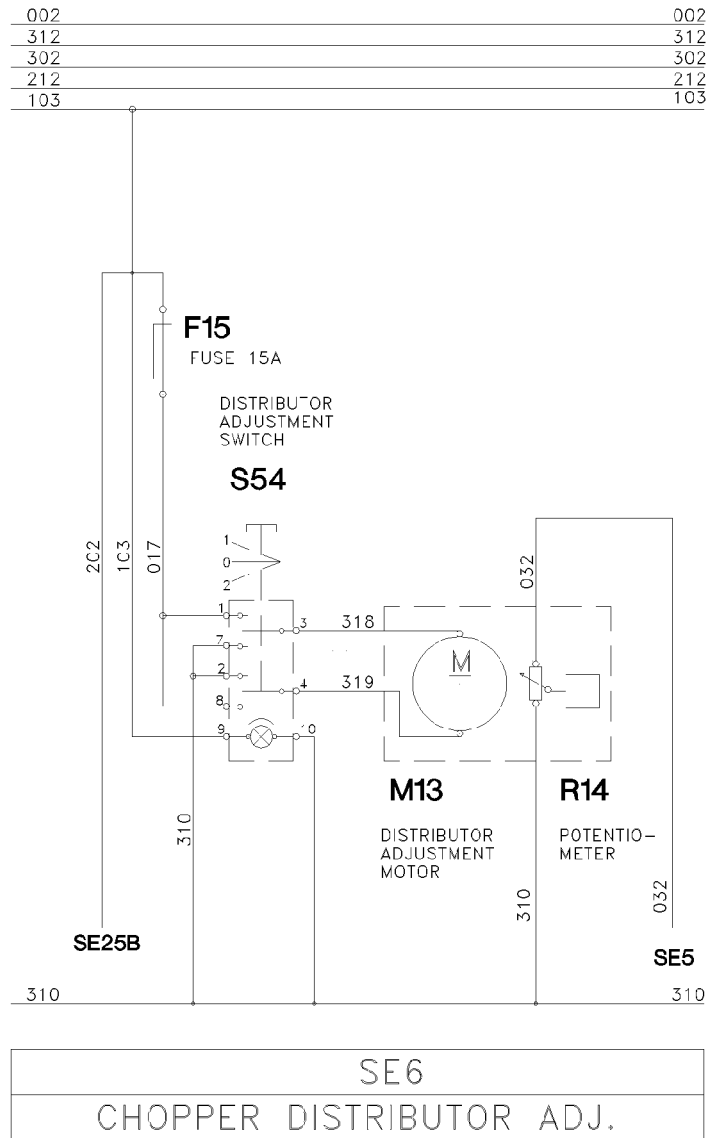 002 002
312 312
302 302
212 212
103 103
F15
FUSE 15A
DISTRIBUTOR
ADJUSTMENT
SWITCH
S54
2C2
1C3
017
1
0
2
032
1
3
318
7
M
2
4
319
8
9
10
M13
R14
310
DISTRIBUTOR
ADJUSTMENT
MOTOR
POTENTIO-
METER
310
032
SE25B
SE5
310 310
SE6
CHOPPER DISTRIBUTOR ADJ.